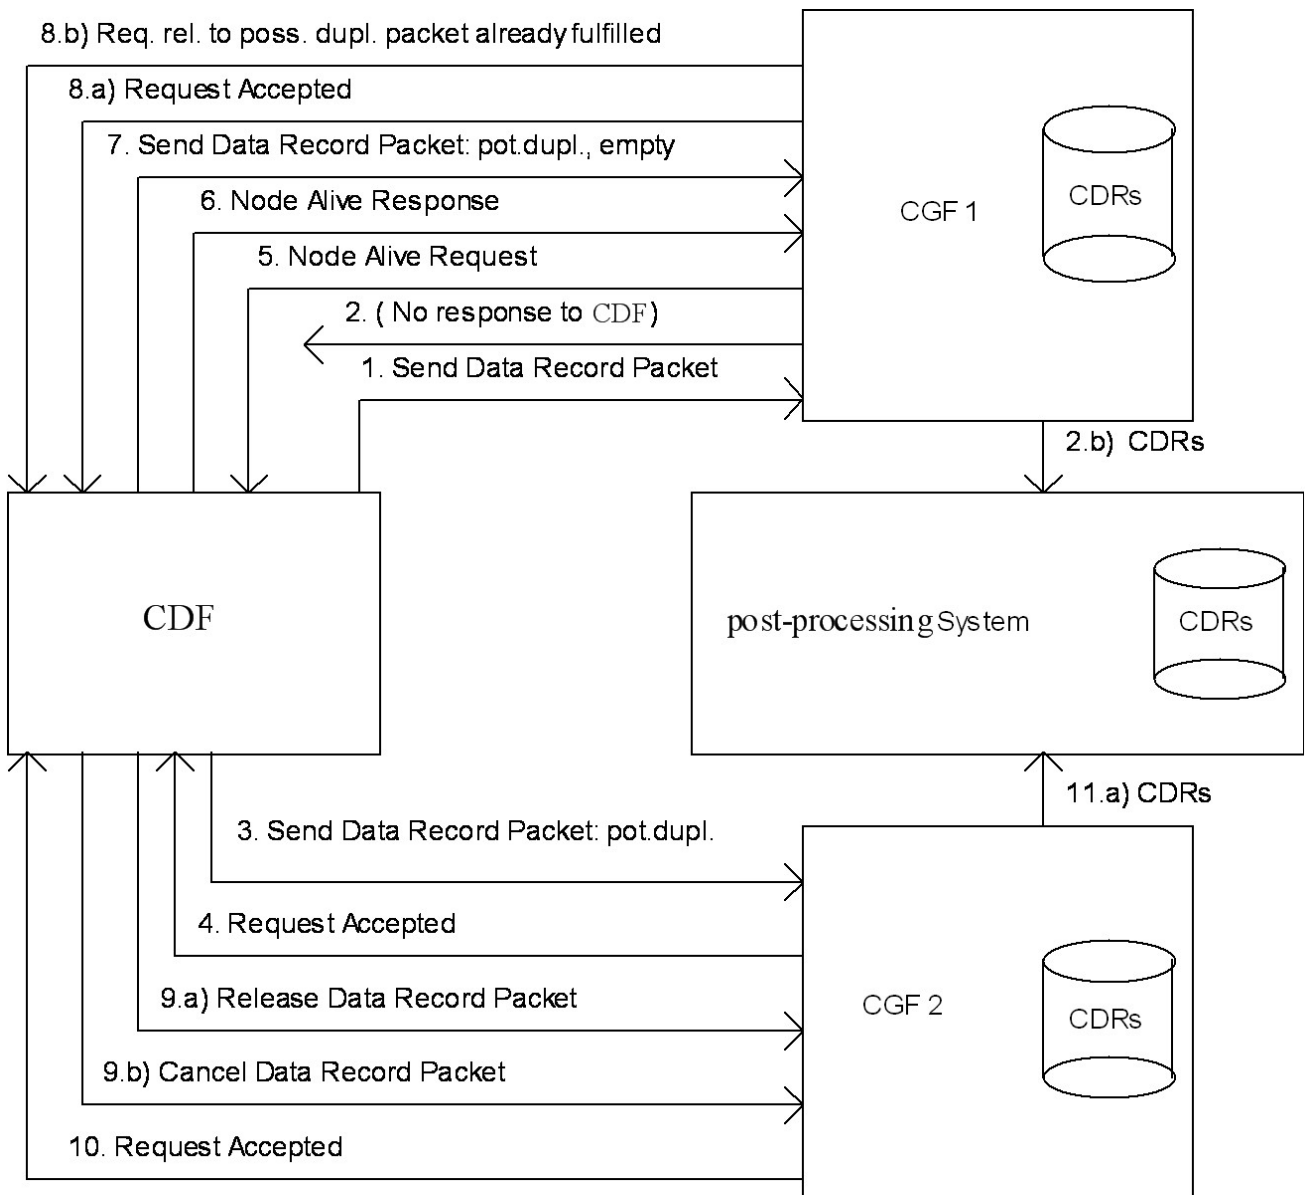 8.b) Req. rel. to poss. dupl. packet already fulfilled
8.a) Request Accepted
7. Send Data Record Packet: pot.dupl., empty
6. Node Alive Response
5. Node Alive Request
2. ( No response to CDF)
1. Send Data Record Packet
CGF 1
CDRs
2.b) CDRs
CDF
post-processing System
CDRs
11.a) CDRs
3. Send Data Record Packet: pot.dupl.
4. Request Accepted
9.a) Release Data Record Packet
9.b) Cancel Data Record Packet
10. Request Accepted
CGF 2
CDRs